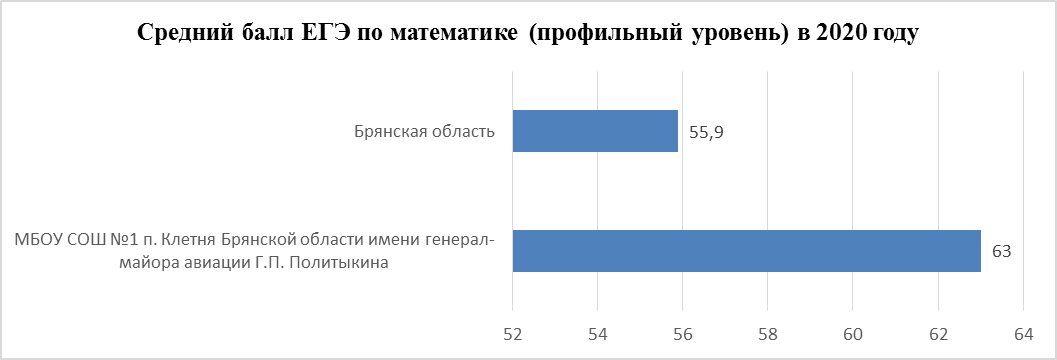 Средний балл ЕГЭ по математике (профильный уровень) в 2020 году
Брянская область
55,9
МБОУ СОШ №1 п. Клетня Брянской области имени генерал-
майора авиации Г.П. Политыкина
63
52 54 56 58 60 62 64